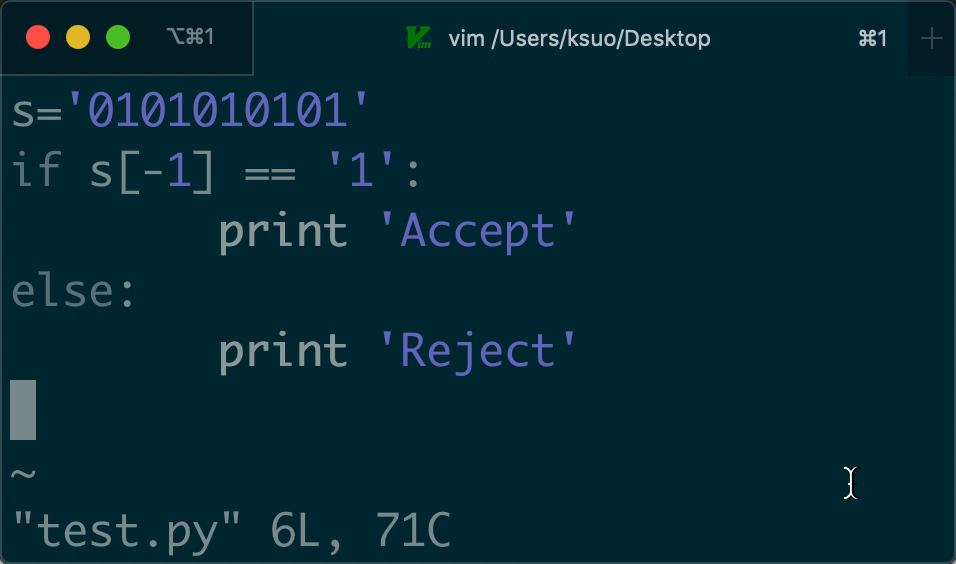 ⌥⌘1 vim /Users/ksuo/Desktop ⌘1
s='0101010101'
if s[-1] == '1':
        print 'Accept'
else:
        print 'Reject'
~
"test.py" 6L, 71C